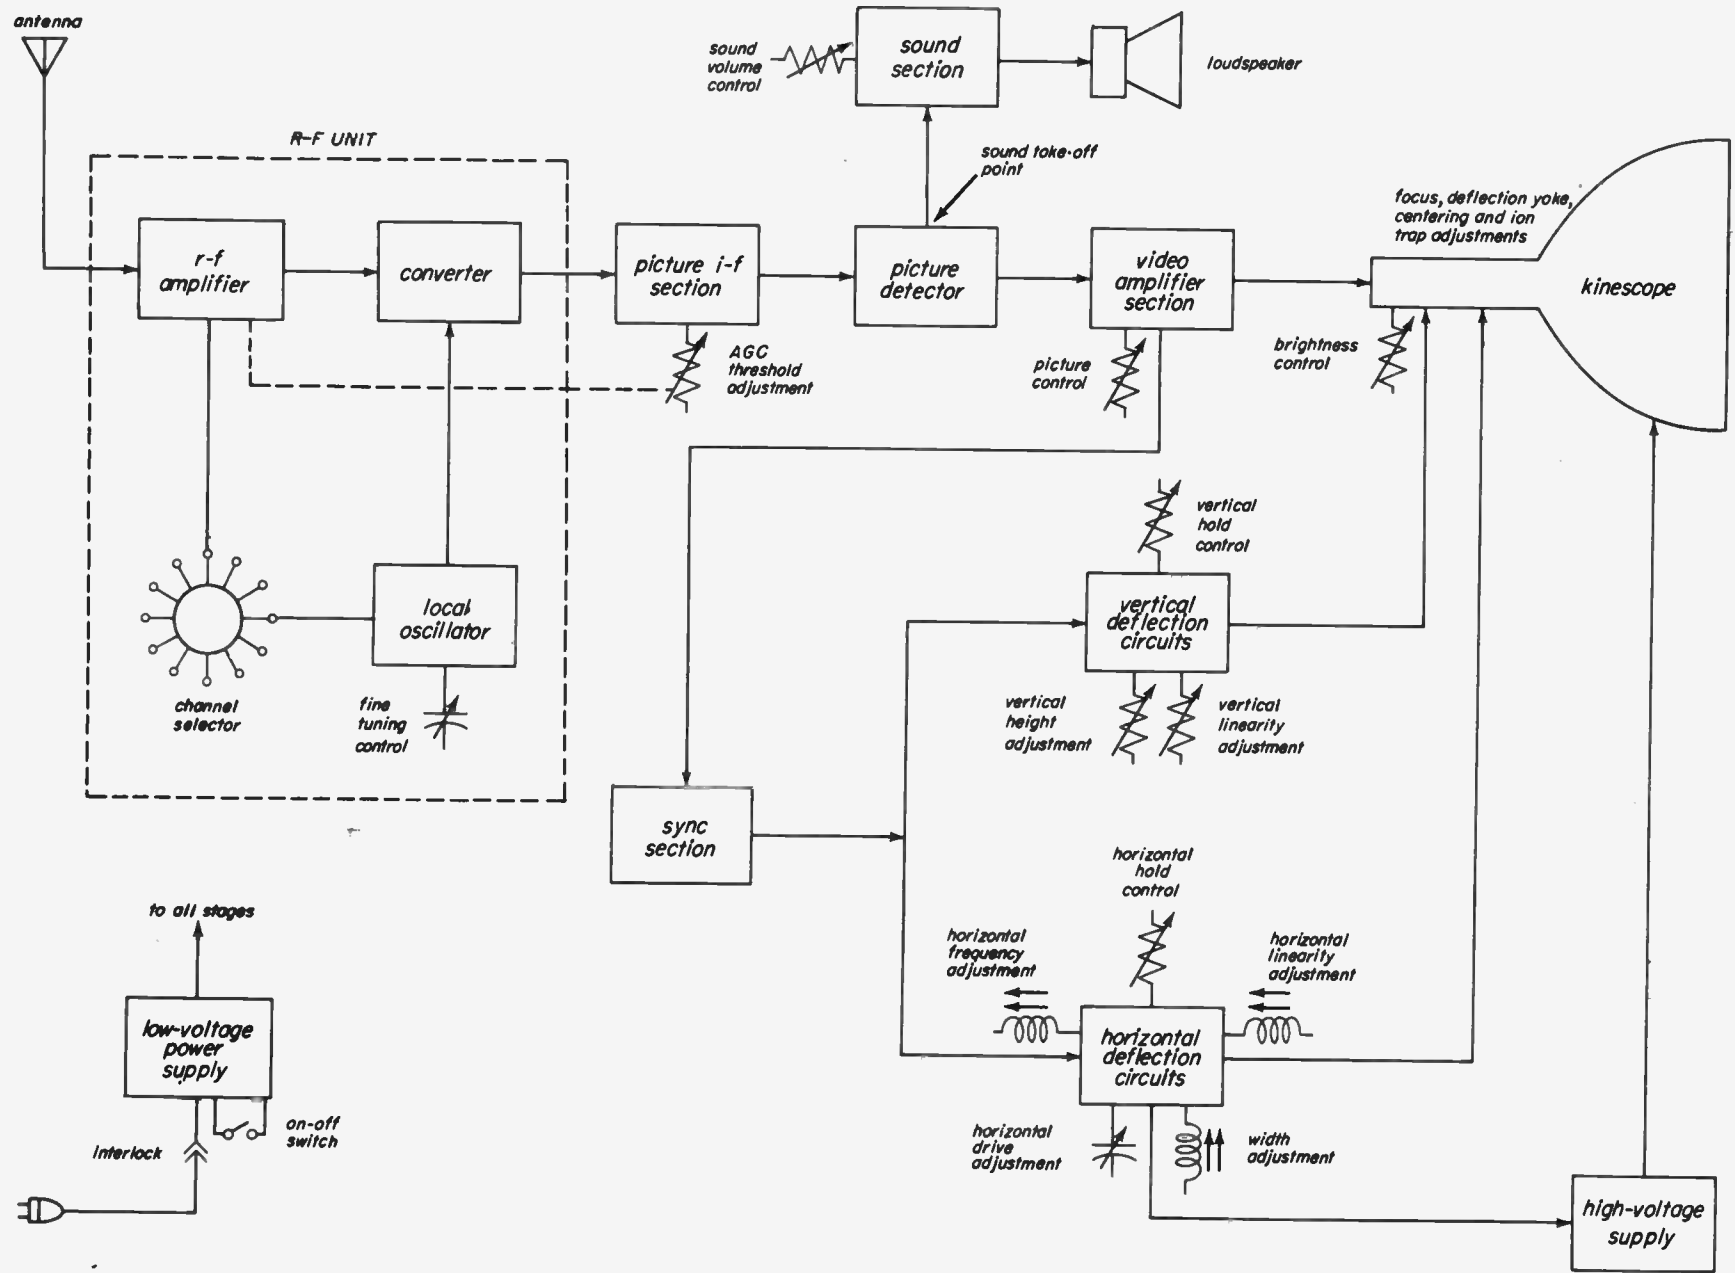 antenna
sound
volume
control
sound
section
loudspeaker
R-F UNIT
sound take-off
point
focus, deflection yoke,
centering and ion
trap adjustments
r-f
amplifier
converter
picture i-f
section
picture
detector
video
amplifier
section
kinescope
AGC
threshold
adjustment
picture
control
brightness
control
vertical
hold
control
local
oscillator
vertical
deflection
circuits
channel
selector
fine
tuning
control
vertical
height
adjustment
vertical
linearity
adjustment
sync
section
horizontal
hold
control
to all stages
horizontal
frequency
adjustment
horizontal
linearity
adjustment
low-voltage
power
supply
horizontal
deflection
circuits
on-off
switch
Interlock
horizontal
drive
adjustment
width
adjustment
high-voltage
supply